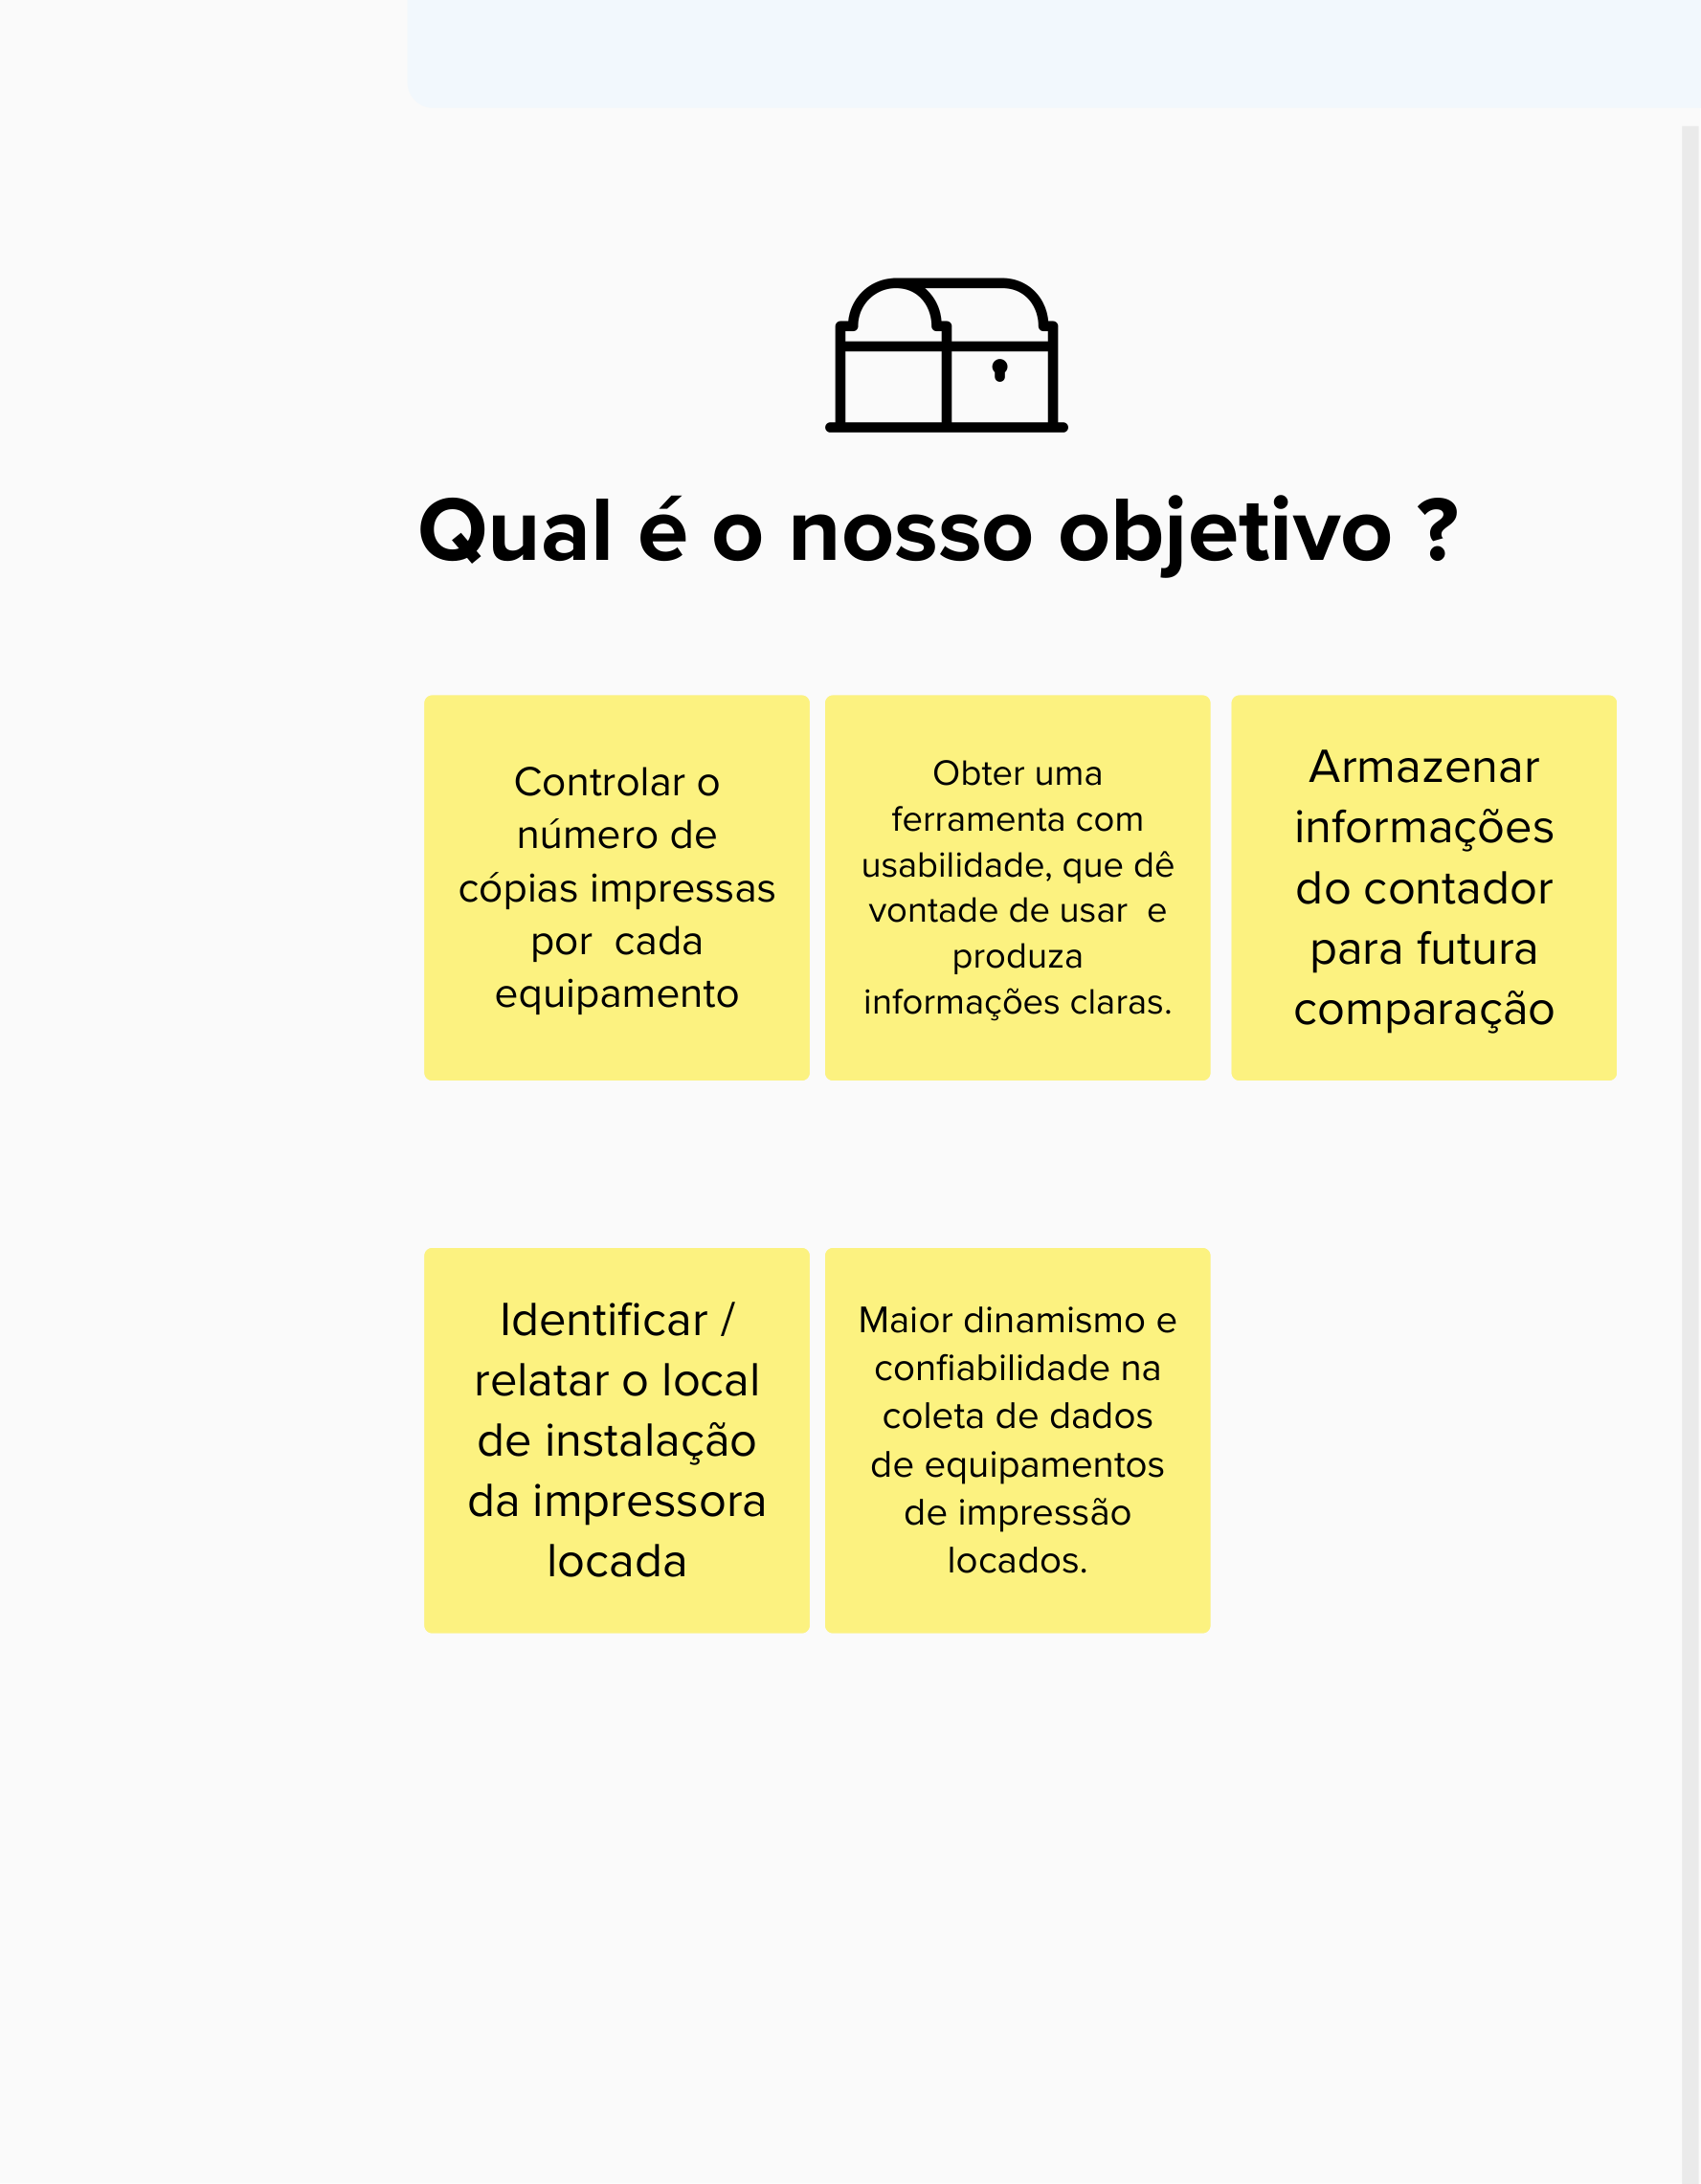 Qual é o nosso objetivo ?
Controlar o
número de
cópias impressas
por  cada
equipamento
Obter uma
ferramenta com
usabilidade, que dê
vontade de usar  e
produza
informações claras.
Armazenar
informações
do contador
para futura
comparação
Identificar /
relatar o local
de instalação
da impressora
locada
Maior dinamismo e
confiabilidade na
coleta de dados
de equipamentos
de impressão
locados.